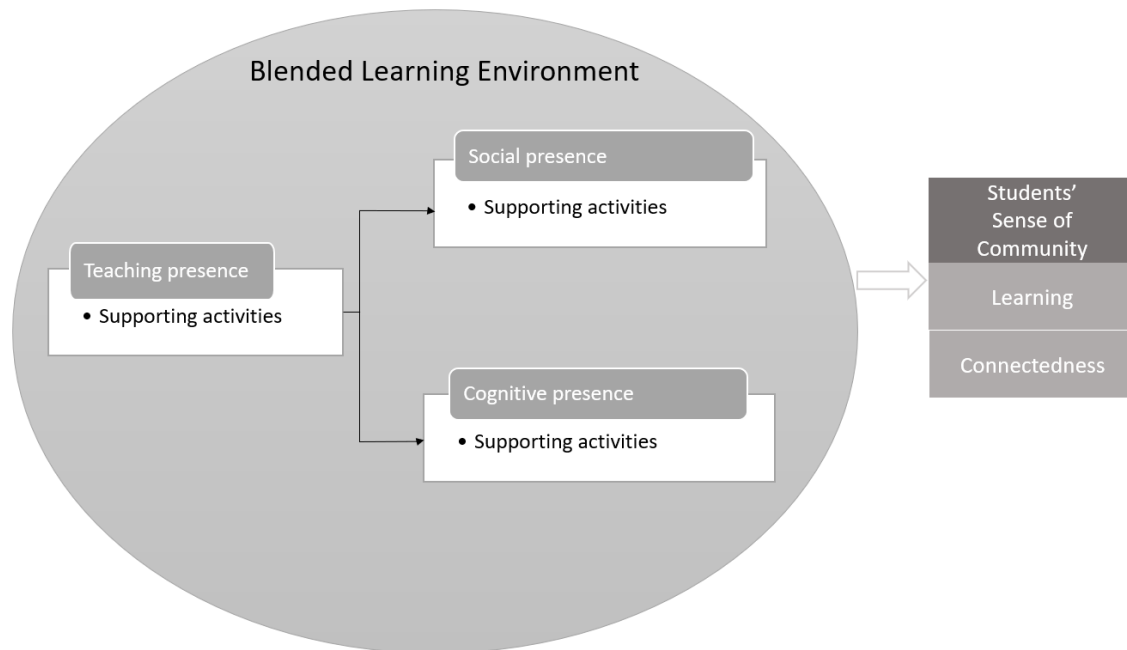 Blended Learning Environment
Social presence
• Supporting activities
Teaching presence
• Supporting activities
Cognitive presence
• Supporting activities
Students’
Sense of
Community
Learning
Connectedness